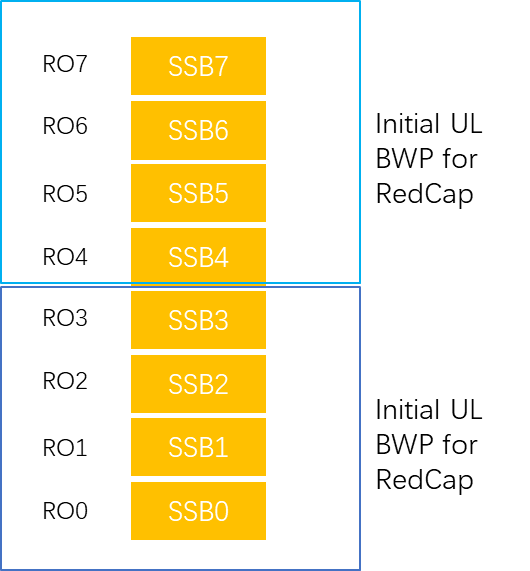 RO7 SSB7
RO6 SSB6
RO5 SSB5
RO4 SSB4
Initial UL
BWP for
RedCap
RO3 SSB3
RO2 SSB2
RO1 SSB1
RO0 SSB0
Initial UL
BWP for
RedCap